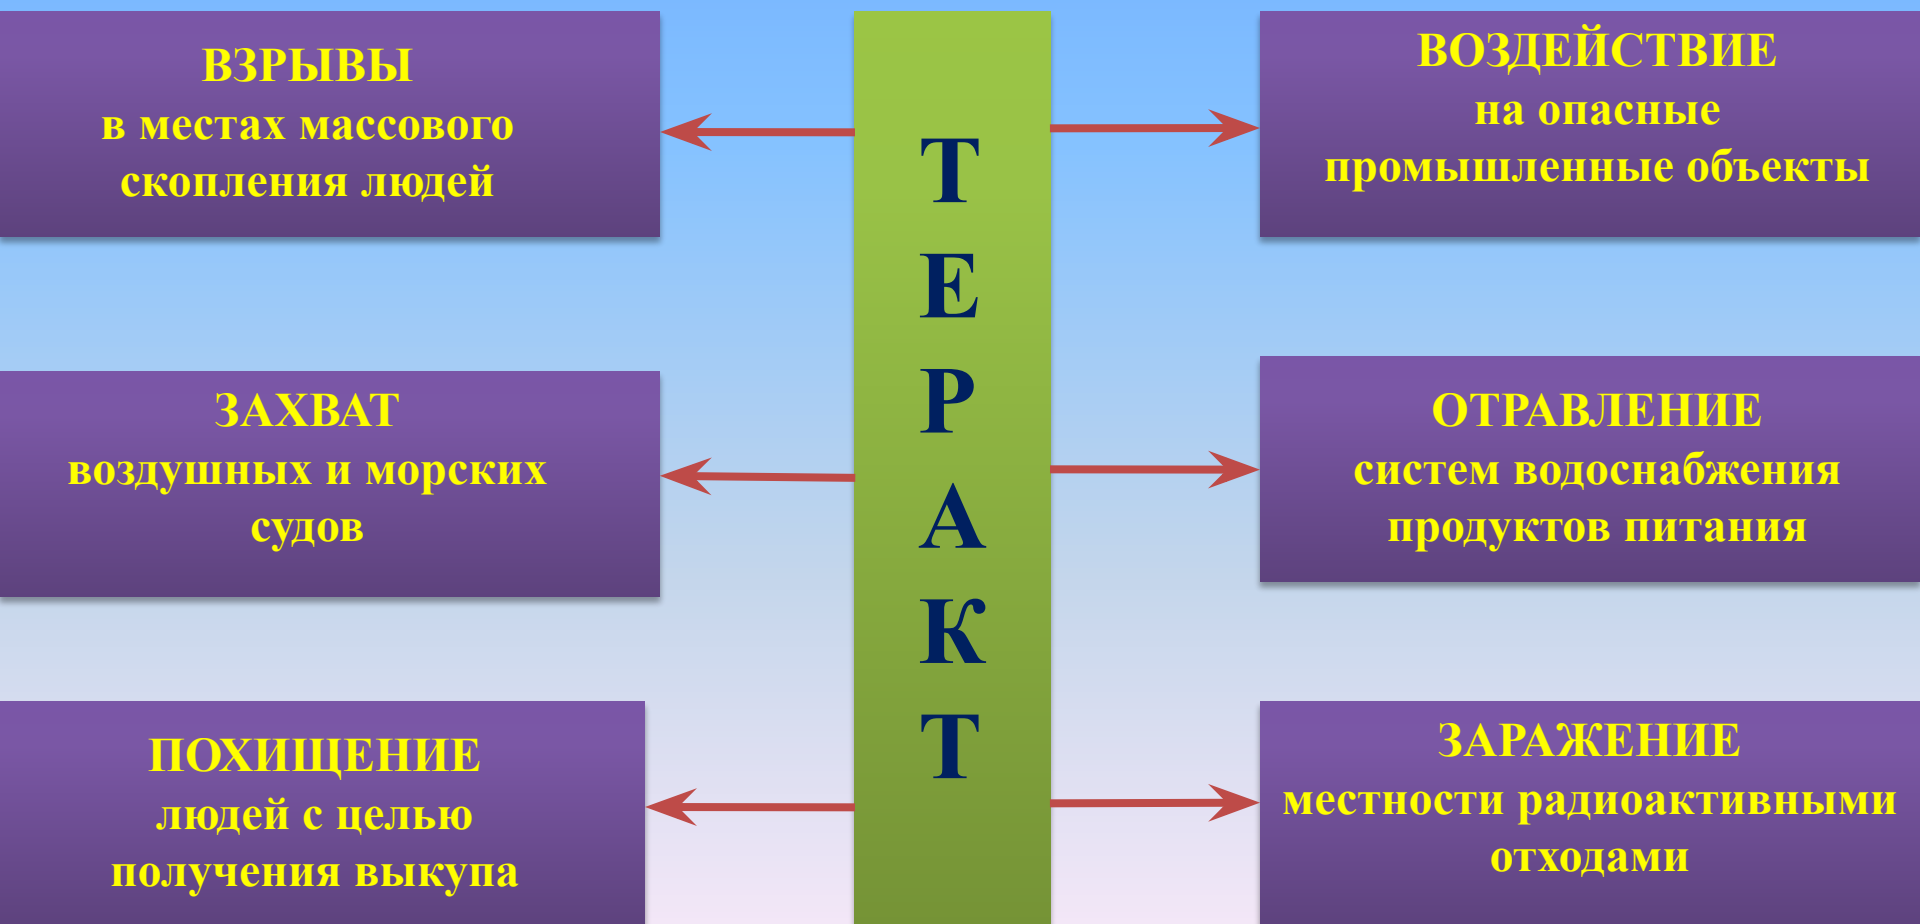 ВЗРЫВЫ
в местах массового
скопления людей
ЗАХВАТ
воздушных и морских
судов
ПОХИЩЕНИЕ
людей с целью
получения выкупа
Т
Е
Р
А
К
Т
ВОЗДЕЙСТВИЕ
на опасные
промышленные объекты
ОТРАВЛЕНИЕ
систем водоснабжения
продуктов питания
ЗАРАЖЕНИЕ
местности радиоактивными
отходами